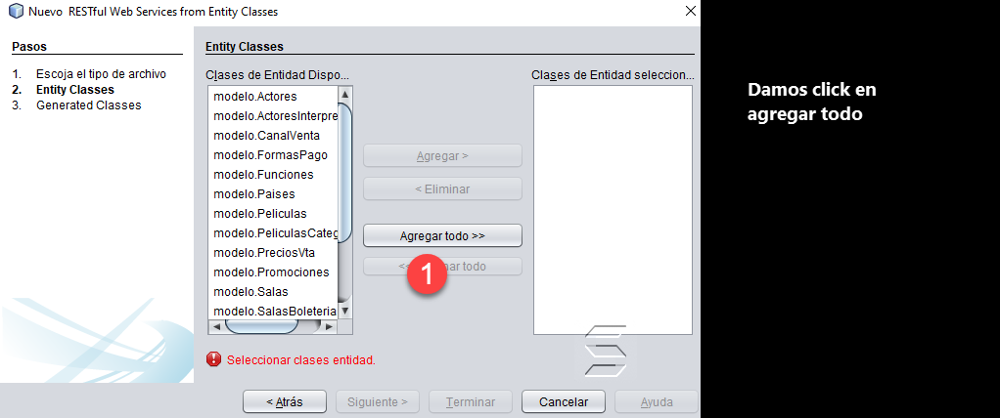 Nuevo RESTful Web Services from Entity Classes
Pasos
1. Escoja el tipo de archivo
2. Entity Classes
3. Generated Classes
Entity Classes
Clases de Entidad Dispo...
modelo.Actores
modelo.ActoresInterpre
modelo.CanalVenta
modelo.FormasPago
modelo.Funciones
modelo.Paises
modelo.Peliculas
modelo.PeliculasCateg
modelo.PreciosVta
modelo.Promociones
modelo.Salas
modelo.SalasBoleteria
Agregar >
< Eliminar
Agregar todo >>
<< nar todo
1
Clases de Entidad seleccion...
Seleccionar clases entidad.
< Atrás
Siguiente >
Terminar
Cancelar
Ayuda
Damos click en
agregar todo